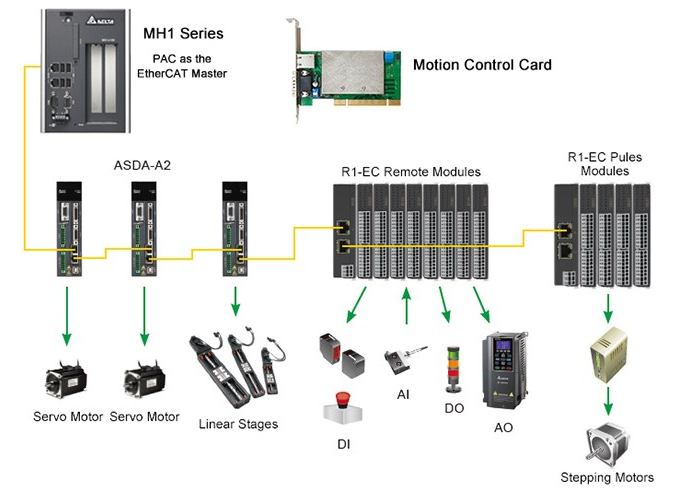 DELTA
MH1 Series
PAC as the
EtherCAT Master
Motion Control Card
ASDA-A2
R1-EC Remote Modules
R1-EC Pules
Modules
Servo Motor
Servo Motor
Linear Stages
DI
AI
DO
AO
Stepping Motors